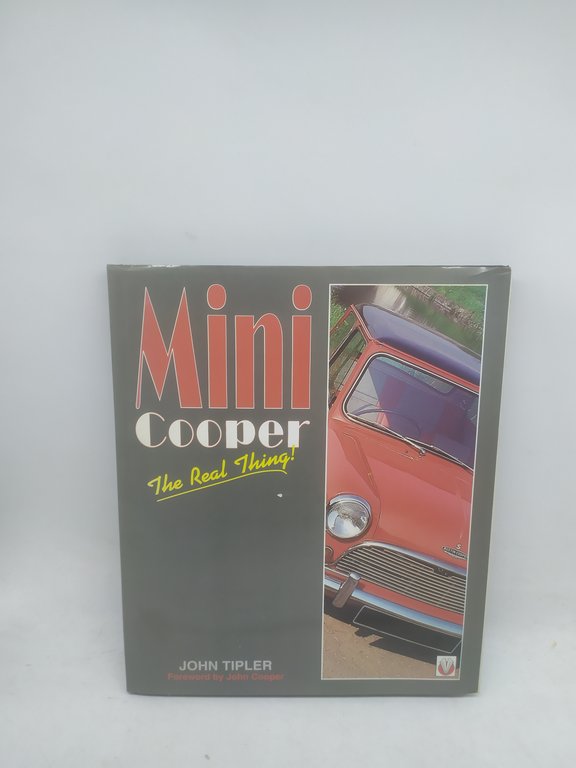 Mini
Cooper
The Real Thing!
JOHN TIPLER
Foreword by John Cooper